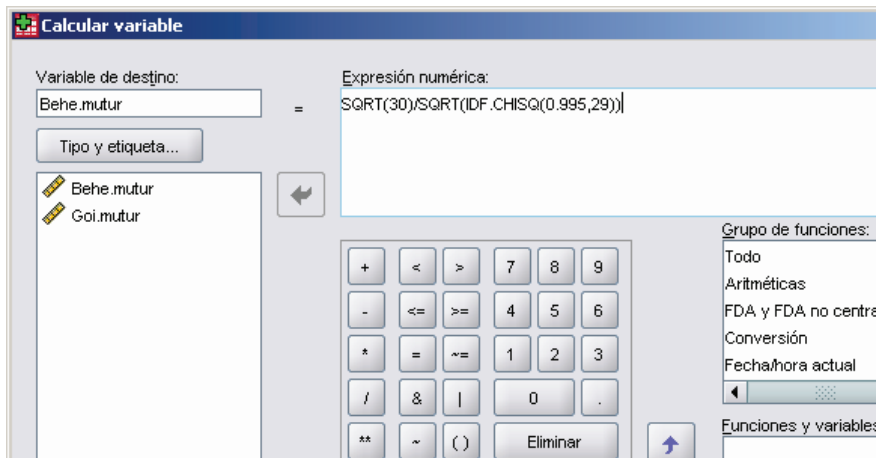 Calcular variable
Variable de destino:
Behe.mutur
=
Expresión numérica:
SQRT(30)/SQRT(IDF.CHISQ(0.995,29))
Tipo y etiqueta...
Behe.mutur
Goi.mutur
+ < > 7 8 9
- <= >= 4 5 6
* = ~= 1 2 3
/ & | 0 .
** ~ ( ) Eliminar
Grupo de funciones:
Todo
Aritméticas
FDA y FDA no centra
Conversión
Fecha/hora actual
Funciones y variables